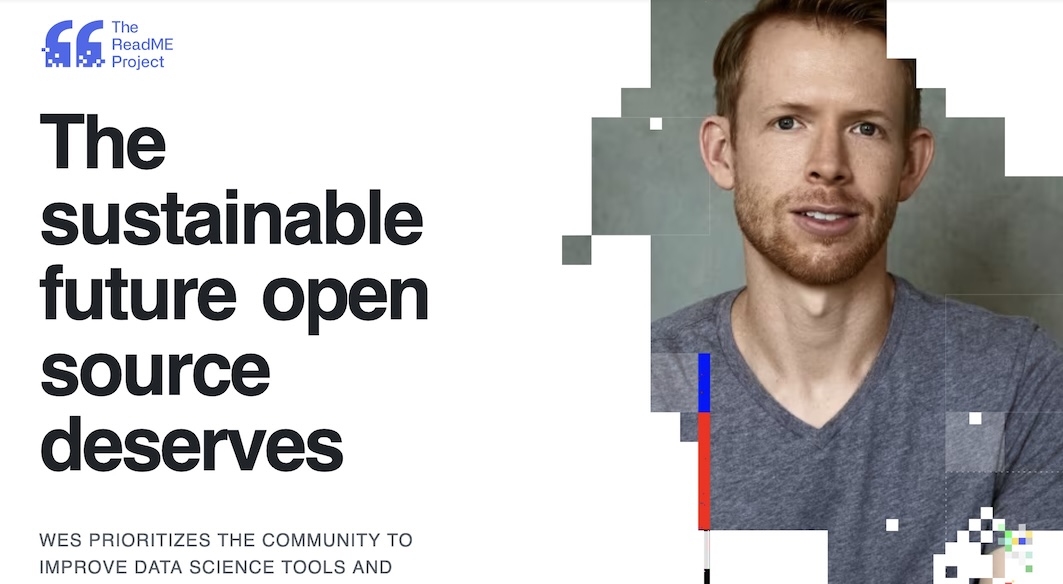 The
ReadME
Project
The
sustainable
future open
source
deserves
WES PRIORITIZES THE COMMUNITY TO
IMPROVE DATA SCIENCE TOOLS AND